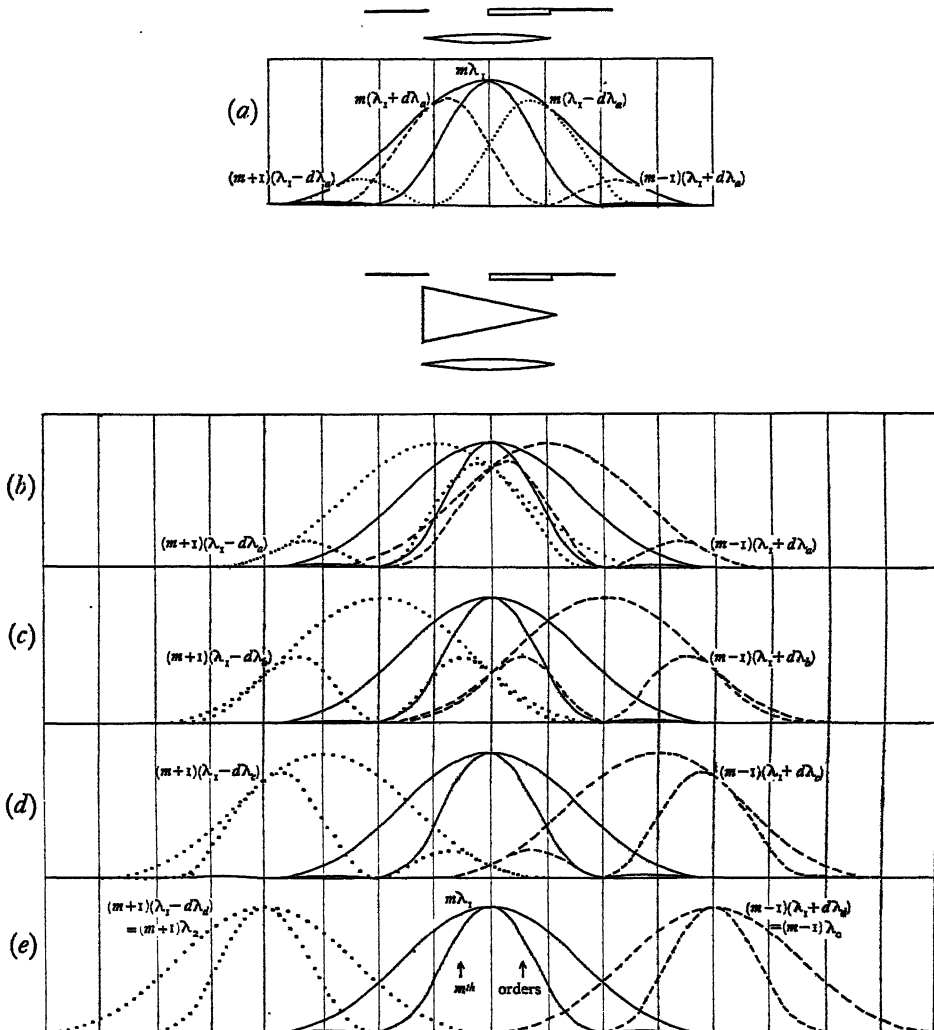 mλ₁
(a)
m(λ₁+dλₐ)
m(λ₁−dλₐ)
(m+1)(λ₁−dλₐ)
(m−1)(λ₁+dλₐ)
(b)
(m+1)(λ₁−dλₐ)
(m−1)(λ₁+dλₐ)
(c)
(m+1)(λ₁−dλ_b)
(m−1)(λ₁+dλ_b)
(d)
(m+1)(λ₁−dλ_c)
(m−1)(λ₁+dλ_c)
(e)
(m+1)(λ₁−dλ_d)
=(m+1)λ₂
mλ₁
(m−1)(λ₁+dλ_d)
=(m−1)λ₀
mᵗʰ
orders